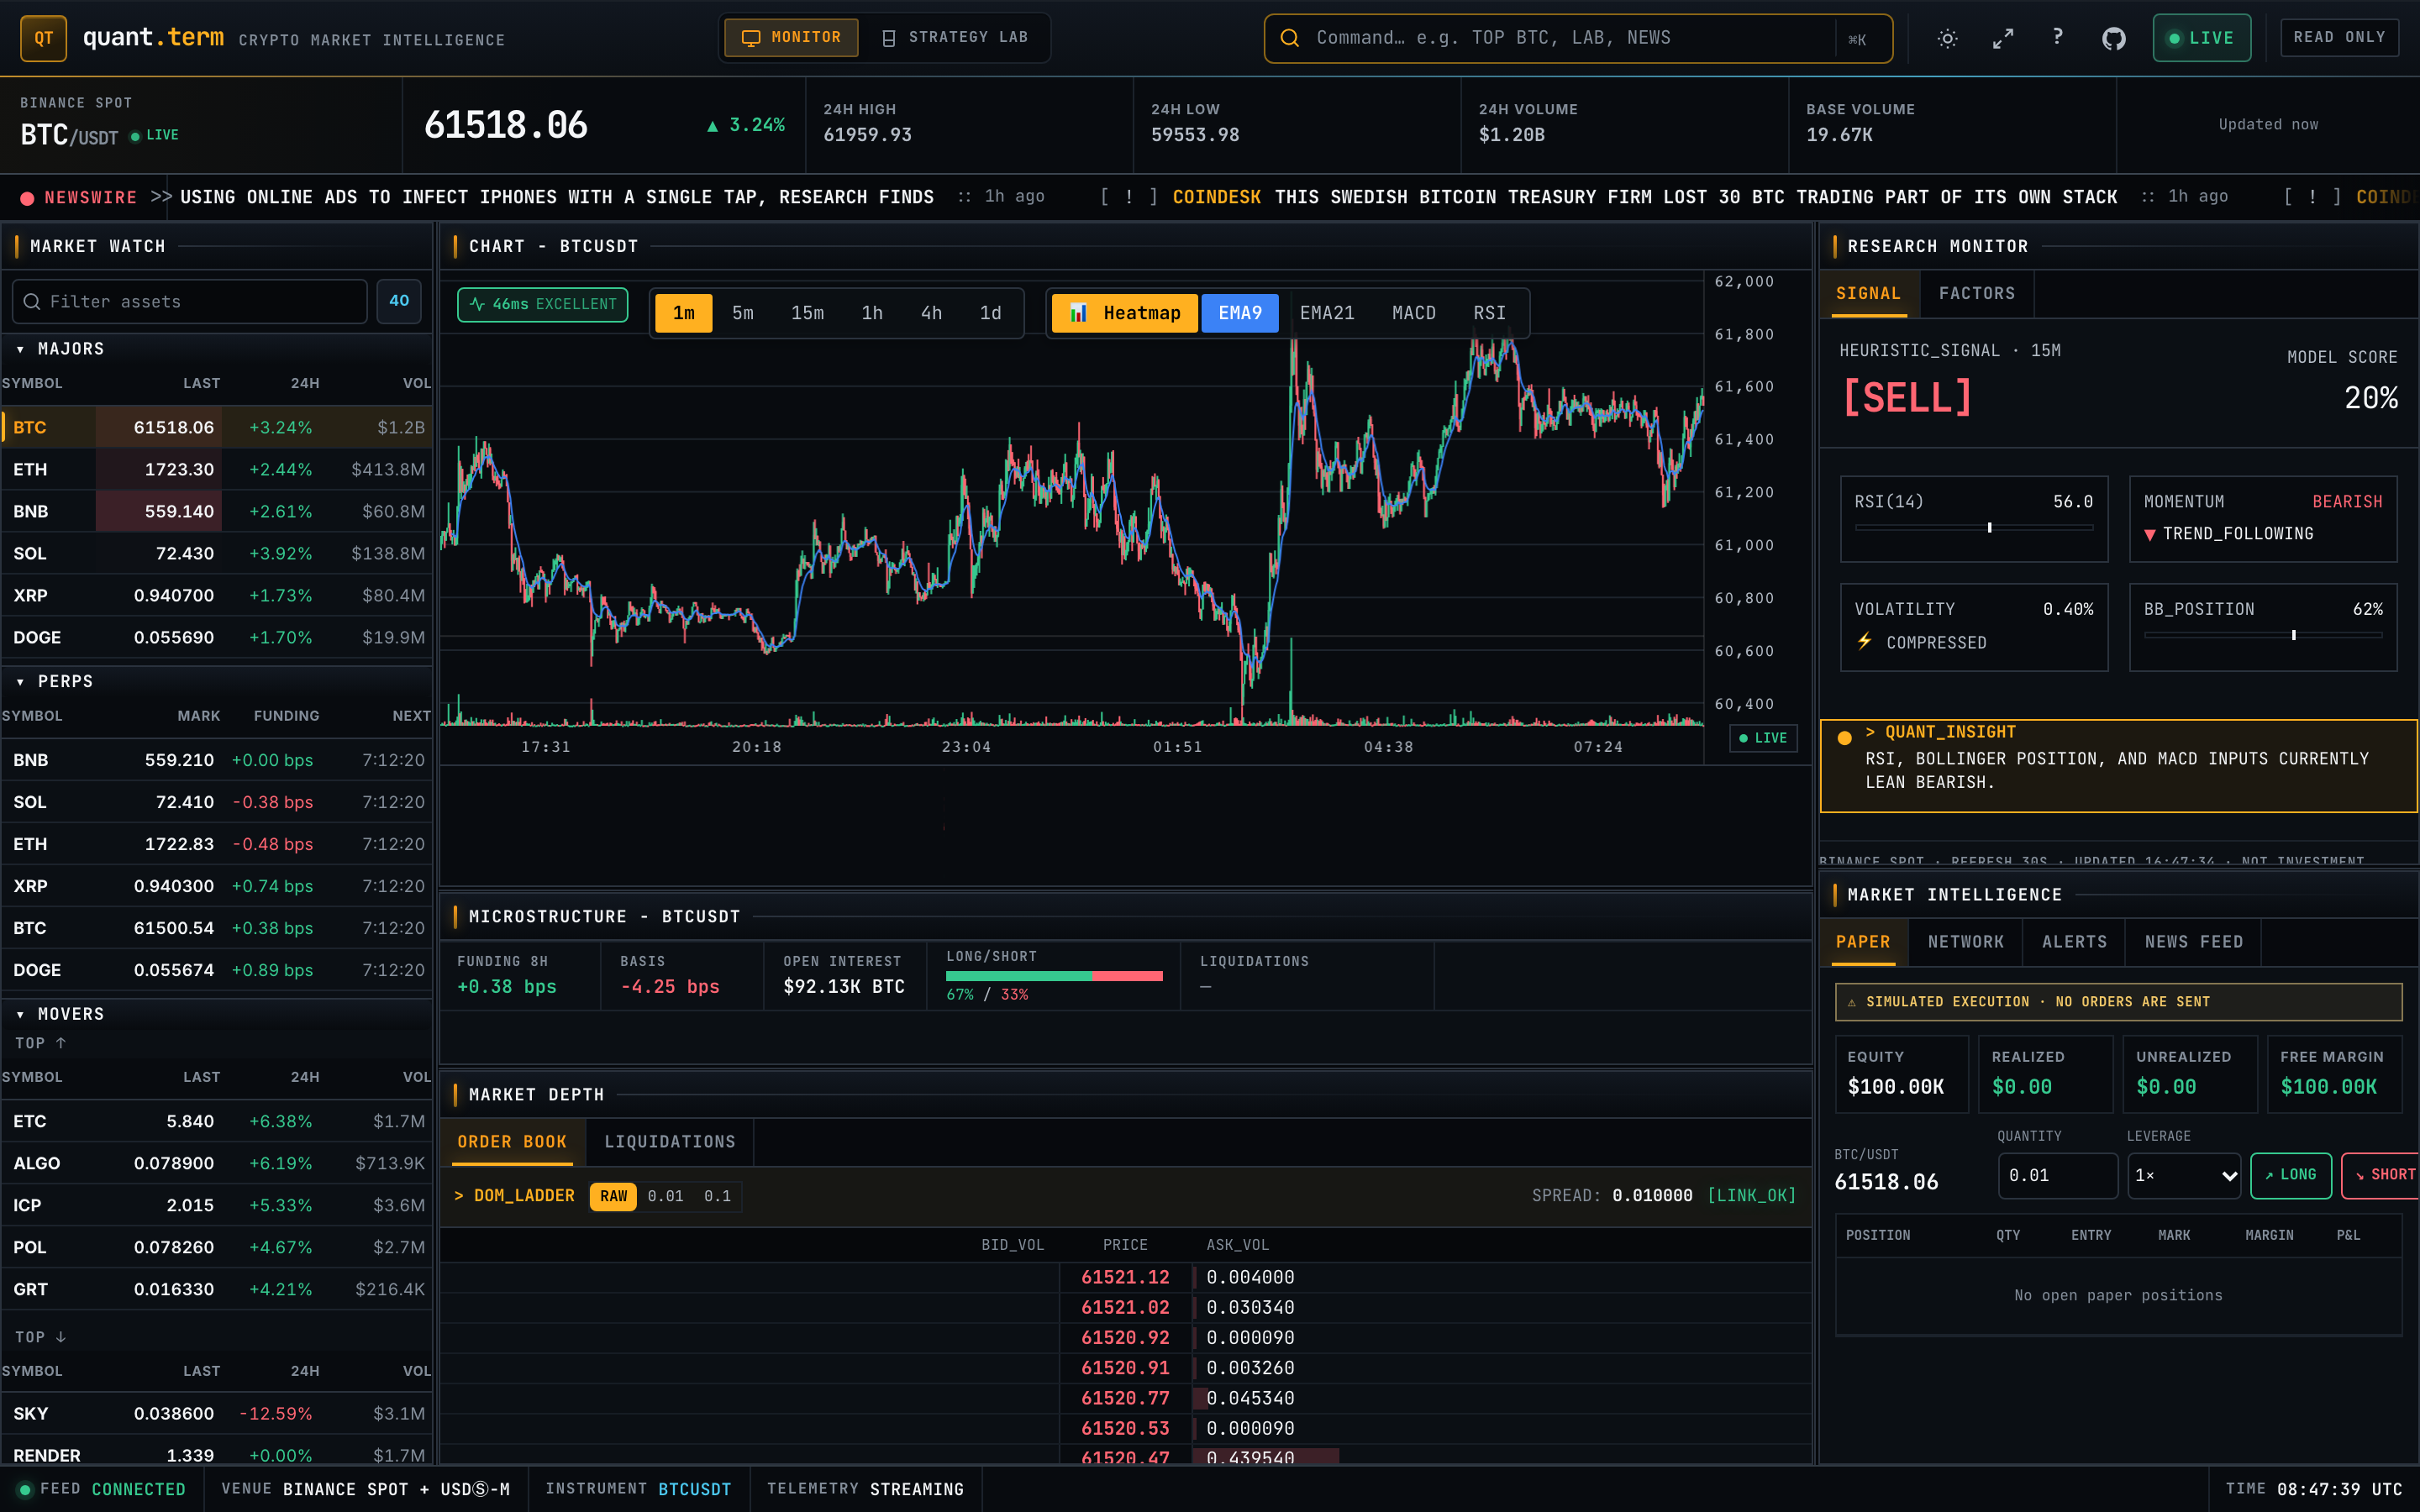 QT quant.term CRYPTO MARKET INTELLIGENCE MONITOR STRATEGY LAB Command… e.g. TOP BTC, LAB, NEWS ⌘K ? LIVE READ ONLY
BINANCE SPOT
BTC/USDT LIVE
61518.06 ▲ 3.24%
24H HIGH
61959.93
24H LOW
59553.98
24H VOLUME
$1.20B
BASE VOLUME
19.67K
Updated now
NEWSWIRE >> USING ONLINE ADS TO INFECT IPHONES WITH A SINGLE TAP, RESEARCH FINDS :: 1h ago [ ! ] COINDESK THIS SWEDISH BITCOIN TREASURY FIRM LOST 30 BTC TRADING PART OF ITS OWN STACK :: 1h ago [ ! ] COIND
MARKET WATCH
Filter assets 40
▼ MAJORS
SYMBOL LAST 24H VOL
BTC 61518.06 +3.24% $1.2B
ETH 1723.30 +2.44% $413.8M
BNB 559.140 +2.61% $60.8M
SOL 72.430 +3.92% $138.8M
XRP 0.940700 +1.73% $80.4M
DOGE 0.055690 +1.70% $19.9M
▼ PERPS
SYMBOL MARK FUNDING NEXT
BNB 559.210 +0.00 bps 7:12:20
SOL 72.410 -0.38 bps 7:12:20
ETH 1722.83 -0.48 bps 7:12:20
XRP 0.940300 +0.74 bps 7:12:20
BTC 61500.54 +0.38 bps 7:12:20
DOGE 0.055674 +0.89 bps 7:12:20
▼ MOVERS
TOP ↑
SYMBOL LAST 24H VOL
ETC 5.840 +6.38% $1.7M
ALGO 0.078900 +6.19% $713.9K
ICP 2.015 +5.33% $3.6M
POL 0.078260 +4.67% $2.7M
GRT 0.016330 +4.21% $216.4K
TOP ↓
SYMBOL LAST 24H VOL
SKY 0.038600 -12.59% $3.1M
RENDER 1.339 +0.00% $1.7M
CHART - BTCUSDT
46ms EXCELLENT 1m 5m 15m 1h 4h 1d Heatmap EMA9 EMA21 MACD RSI
62,000
61,800
61,600
61,400
61,200
61,000
60,800
60,600
60,400
17:31 20:18 23:04 01:51 04:38 07:24 LIVE
MICROSTRUCTURE - BTCUSDT
FUNDING 8H
+0.38 bps
BASIS
-4.25 bps
OPEN INTEREST
$92.13K BTC
LONG/SHORT
67% / 33%
LIQUIDATIONS
—
MARKET DEPTH
ORDER BOOK LIQUIDATIONS
> DOM_LADDER RAW 0.01 0.1 SPREAD: 0.010000 [LINK_OK]
BID_VOL PRICE ASK_VOL
61521.12 0.004000
61521.02 0.030340
61520.92 0.000090
61520.91 0.003260
61520.77 0.045340
61520.53 0.000090
61520.47 0.439540
RESEARCH MONITOR
SIGNAL FACTORS
HEURISTIC_SIGNAL · 15M
[SELL]
MODEL SCORE
20%
RSI(14) 56.0
MOMENTUM BEARISH
▼ TREND_FOLLOWING
VOLATILITY 0.40%
⚡ COMPRESSED
BB_POSITION 62%
> QUANT_INSIGHT
RSI, BOLLINGER POSITION, AND MACD INPUTS CURRENTLY
LEAN BEARISH.
BINANCE SPOT · REFRESH 30S · UPDATED 16:47:34 · NOT INVESTMENT
MARKET INTELLIGENCE
PAPER NETWORK ALERTS NEWS FEED
⚠ SIMULATED EXECUTION · NO ORDERS ARE SENT
EQUITY
$100.00K
REALIZED
$0.00
UNREALIZED
$0.00
FREE MARGIN
$100.00K
BTC/USDT
61518.06
QUANTITY
0.01
LEVERAGE
1×
↗ LONG
↘ SHORT
POSITION QTY ENTRY MARK MARGIN P&L
No open paper positions
FEED CONNECTED VENUE BINANCE SPOT + USDⓈ-M INSTRUMENT BTCUSDT TELEMETRY STREAMING TIME 08:47:39 UTC